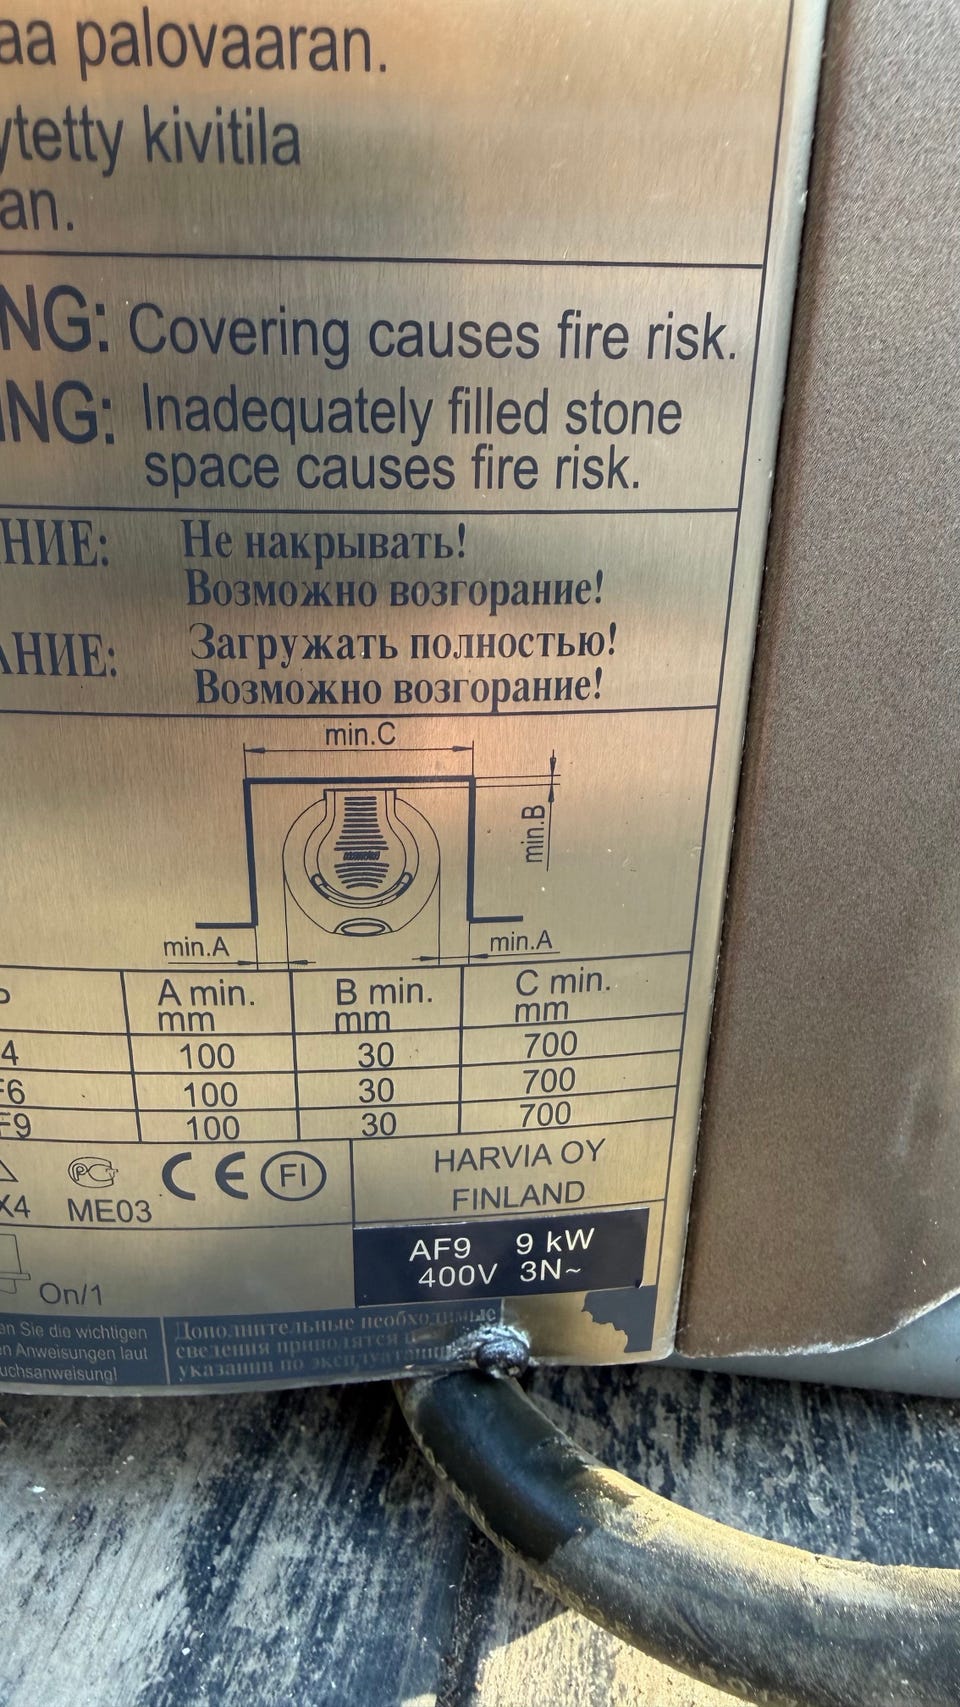 aa palovaaran.
ytetty kivitila
an.
NG: Covering causes fire risk.
ING: Inadequately filled stone
space causes fire risk.
НИЕ: Не накрывать!
Возможно возгорание!
АНИЕ: Загружать полностью!
Возможно возгорание!
min.C
min.B
min.A min.A
A min. B min. C min.
mm mm mm
4 100 30 700
F6 100 30 700
F9 100 30 700
HARVIA OY
FINLAND
PG CE FI
X4 ME03
AF9 9 kW
400V 3N~
On/1
en Sie die wichtigen
en Anweisungen laut
uchsanweisung!
Дополнительные необходимые
сведения приводятся
указании по эксплуатации